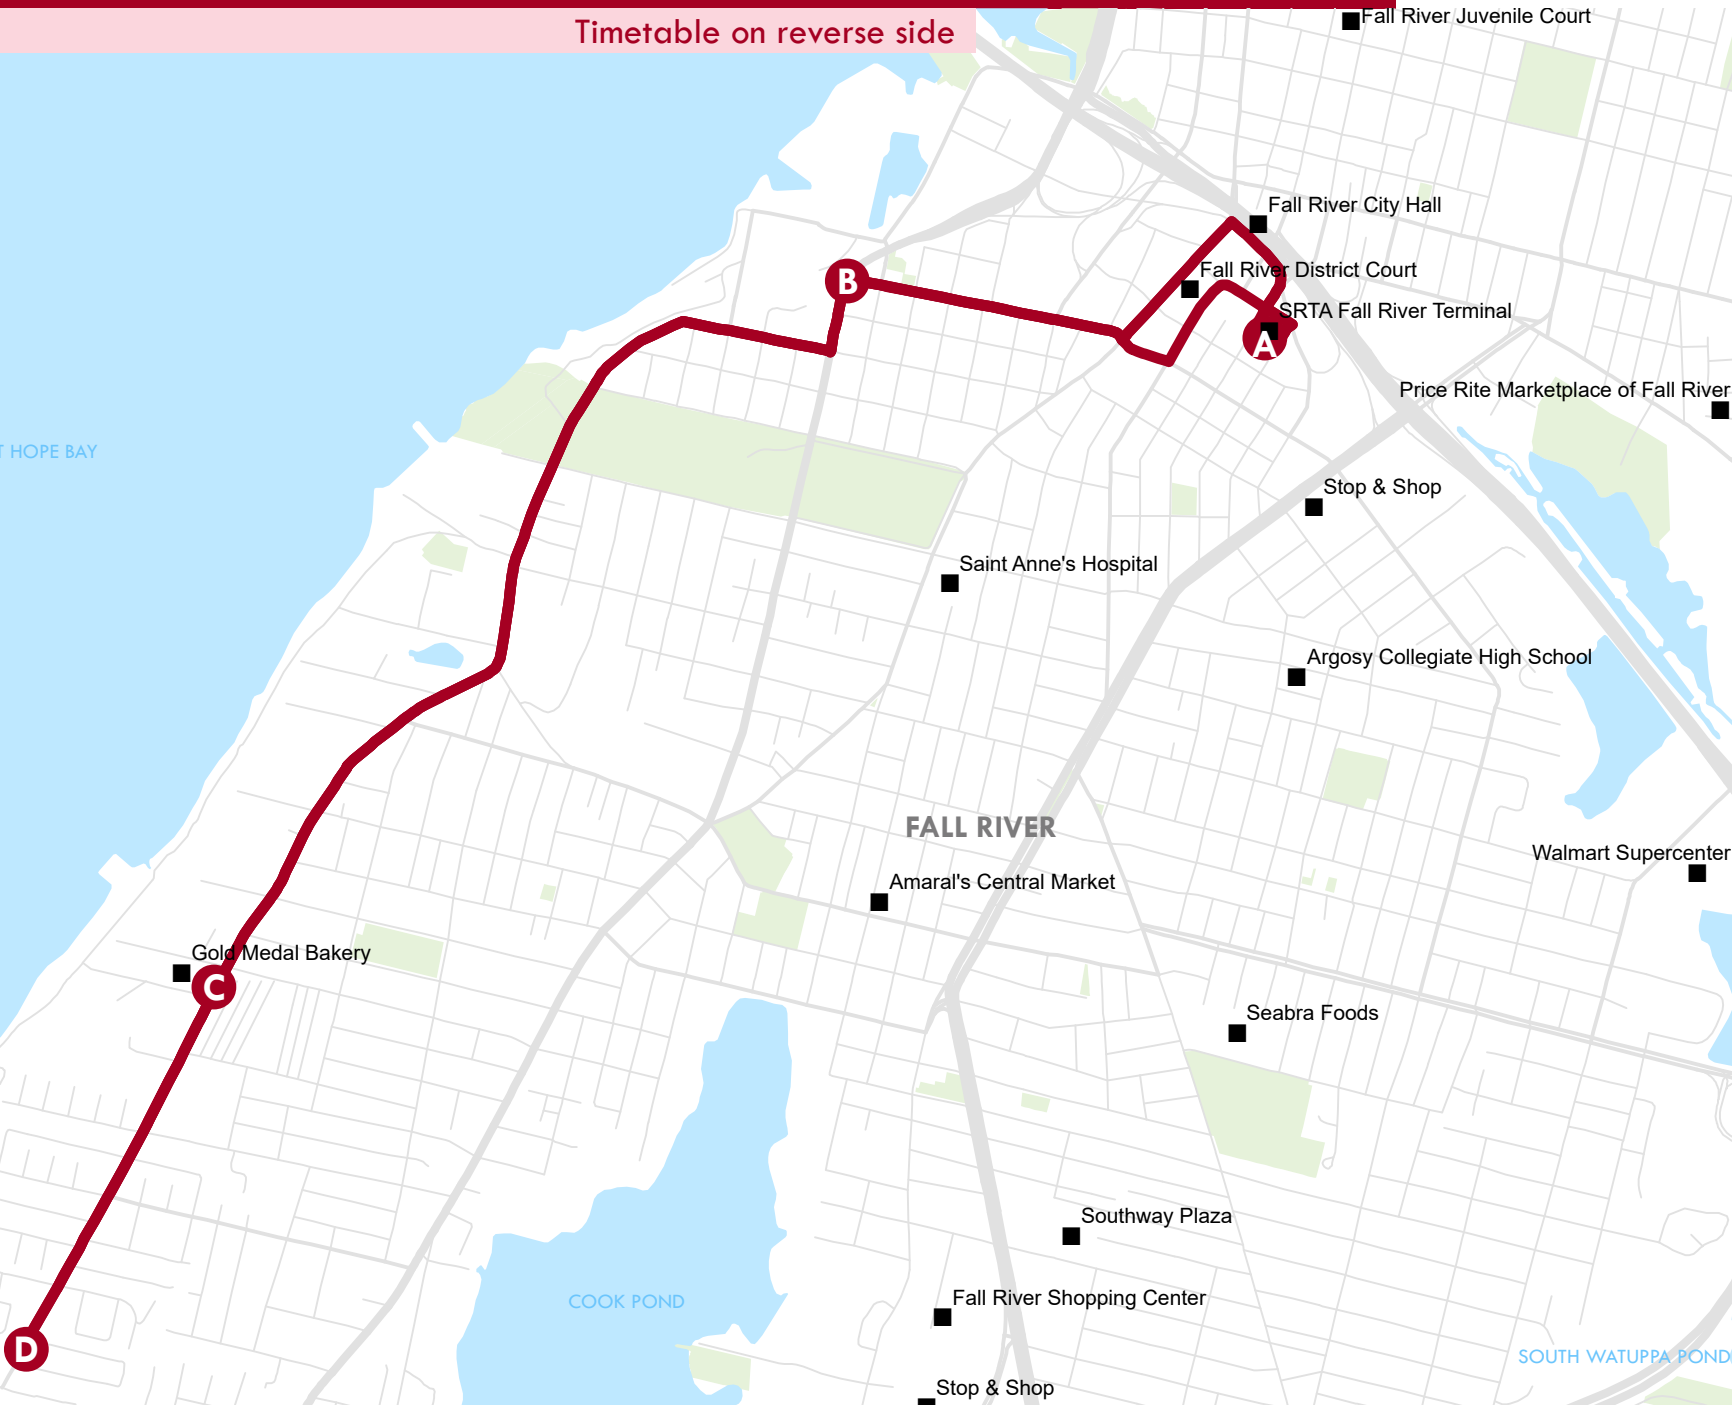 Timetable on reverse side
Fall River Juvenile Court
Fall River City Hall
Fall River District Court
B
SRTA Fall River Terminal
A
Price Rite Marketplace of Fall River
T HOPE BAY
Stop & Shop
Saint Anne's Hospital
Argosy Collegiate High School
FALL RIVER
Walmart Supercenter
Amaral's Central Market
Gold Medal Bakery
C
Seabra Foods
Southway Plaza
COOK POND
Fall River Shopping Center
D
SOUTH WATUPPA POND
Stop & Shop